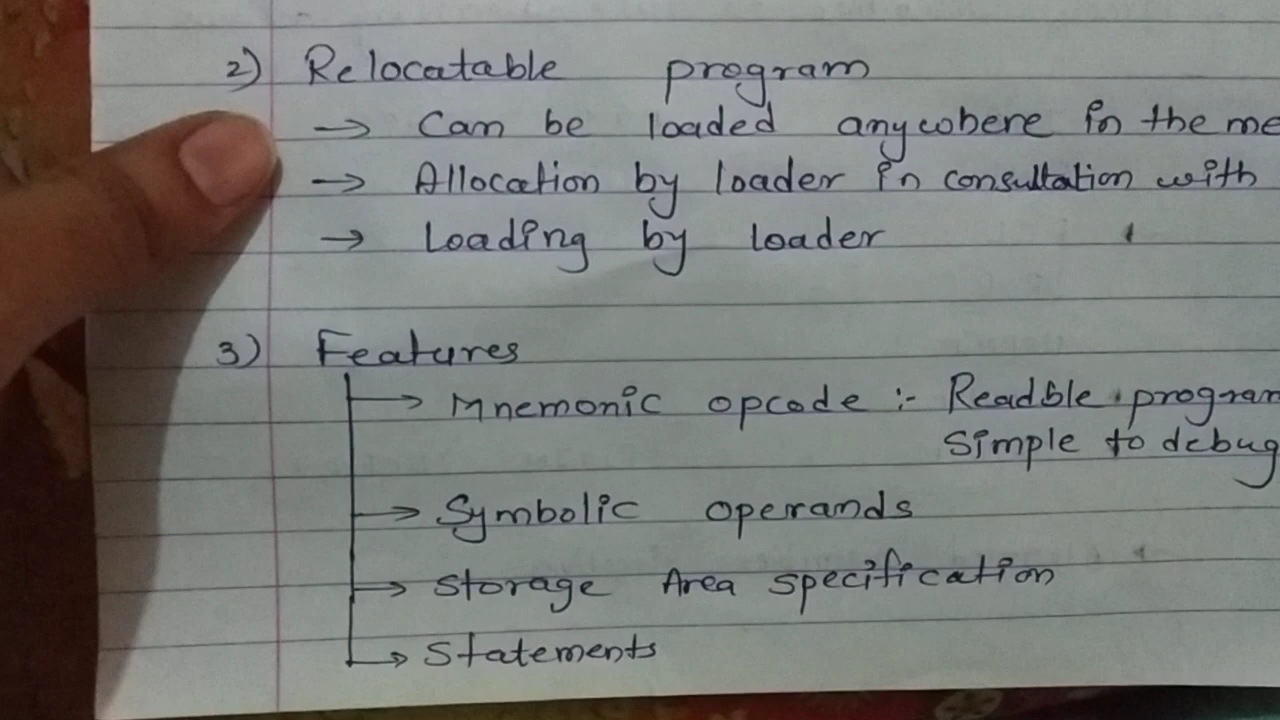 2) Relocatable program
→ Can be loaded anywhere in the me
→ Allocation by loader in consultation with
→ Loading by loader
3) Features
→ Mnemonic opcode :- Readble program
Simple to debug
→ Symbolic operands
→ Storage Area specification
→ Statements